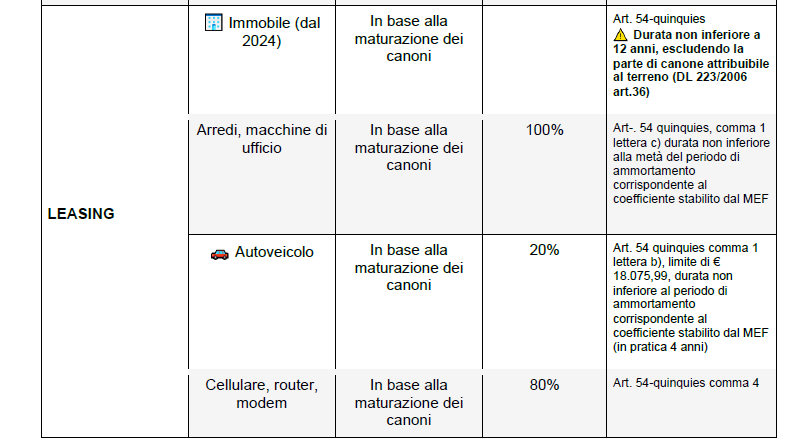 LEASING
🏢 Immobile (dal
2024)
In base alla
maturazione dei
canoni
Art. 54-quinquies
⚠️ Durata non inferiore a
12 anni, escludendo la
parte di canone attribuibile
al terreno (DL 223/2006
art.36)
Arredi, macchine di
ufficio
In base alla
maturazione dei
canoni
100%
Art-. 54 quinquies, comma 1
lettera c) durata non inferiore
alla metà del periodo di
ammortamento
corrispondente al
coefficiente stabilito dal MEF
🚗 Autoveicolo
In base alla
maturazione dei
canoni
20%
Art. 54 quinquies comma 1
lettera b), limite di €
18.075,99, durata non
inferiore al periodo di
ammortamento
corrispondente al
coefficiente stabilito dal MEF
(in pratica 4 anni)
Cellulare, router,
modem
In base alla
maturazione dei
canoni
80%
Art. 54-quinquies comma 4